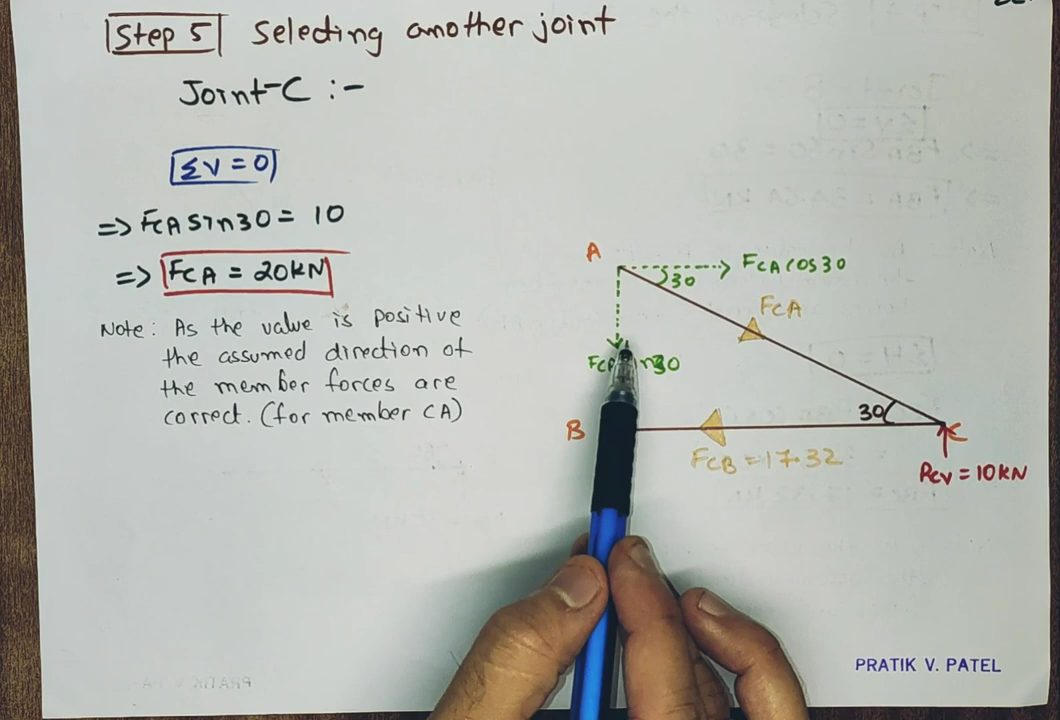 Step 5 Selecting another joint
Joint-C :-
ΣV = 0
=> FCA sin30 = 10
=> FCA = 20KN
Note: As the value is positive
the assumed direction of
the member forces are
correct. (for member CA)
A
FCA cos30
30
FCA
30
B
30
C
FCB = 17.32
RCV = 10KN
PRATIK V. PATEL